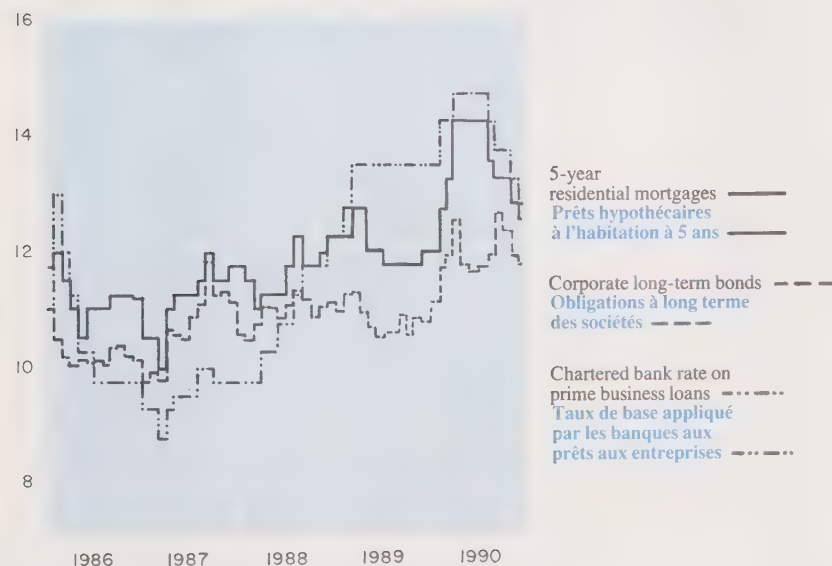 16
14
12
10
8
1986 1987 1988 1989 1990
5-year
residential mortgages
Prêts hypothécaires
à l'habitation à 5 ans
Corporate long-term bonds
Obligations à long terme
des sociétés
Chartered bank rate on
prime business loans
Taux de base appliqué
par les banques aux
prêts aux entreprises